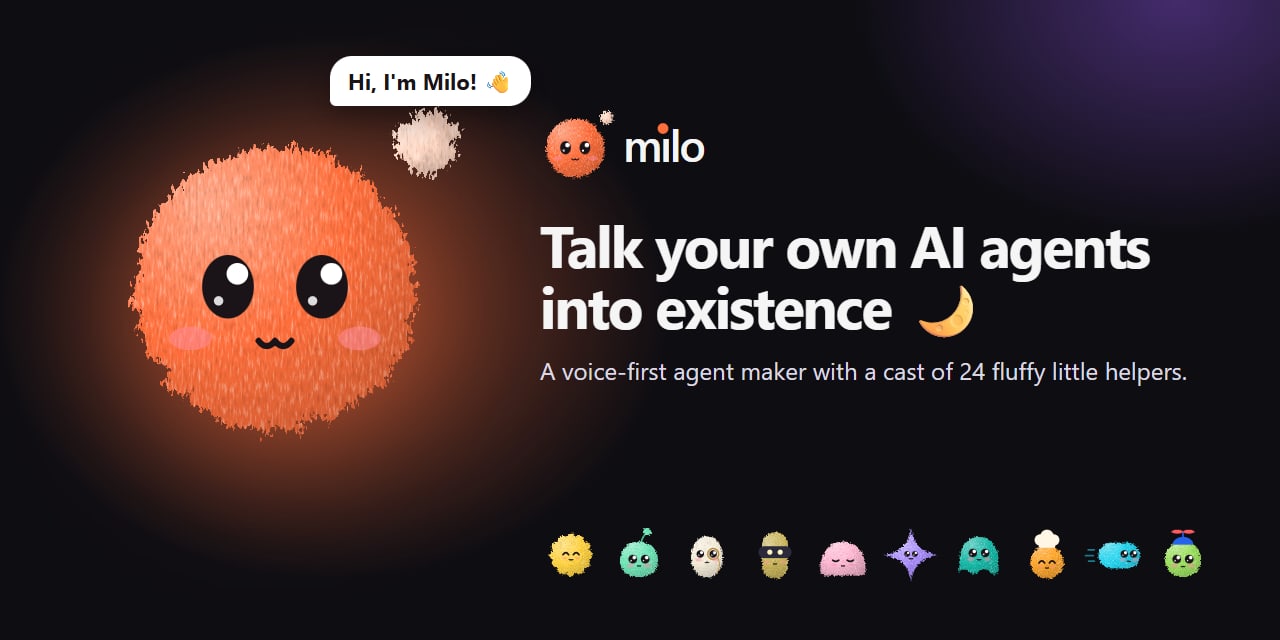 Hi, I'm Milo! 👋
milo
Talk your own AI agents
into existence 🌙
A voice-first agent maker with a cast of 24 fluffy little helpers.